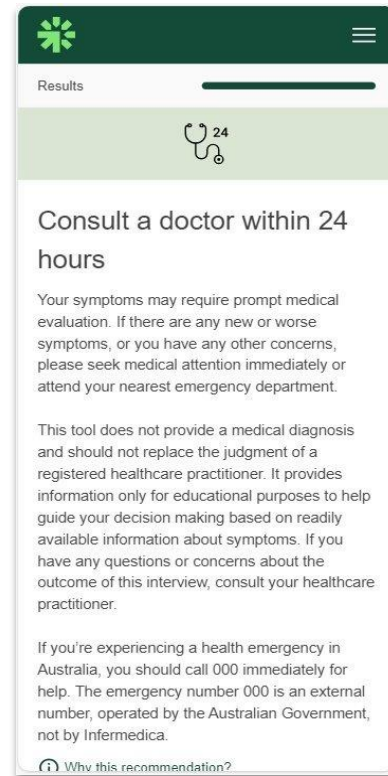 Results
24
Consult a doctor within 24
hours
Your symptoms may require prompt medical
evaluation. If there are any new or worse
symptoms, or you have any other concerns,
please seek medical attention immediately or
attend your nearest emergency department.
This tool does not provide a medical diagnosis
and should not replace the judgment of a
registered healthcare practitioner. It provides
information only for educational purposes to help
guide your decision making based on readily
available information about symptoms. If you
have any questions or concerns about the
outcome of this interview, consult your healthcare
practitioner.
If you're experiencing a health emergency in
Australia, you should call 000 immediately for
help. The emergency number 000 is an external
number, operated by the Australian Government,
not by Infermedica.
Why this recommendation?